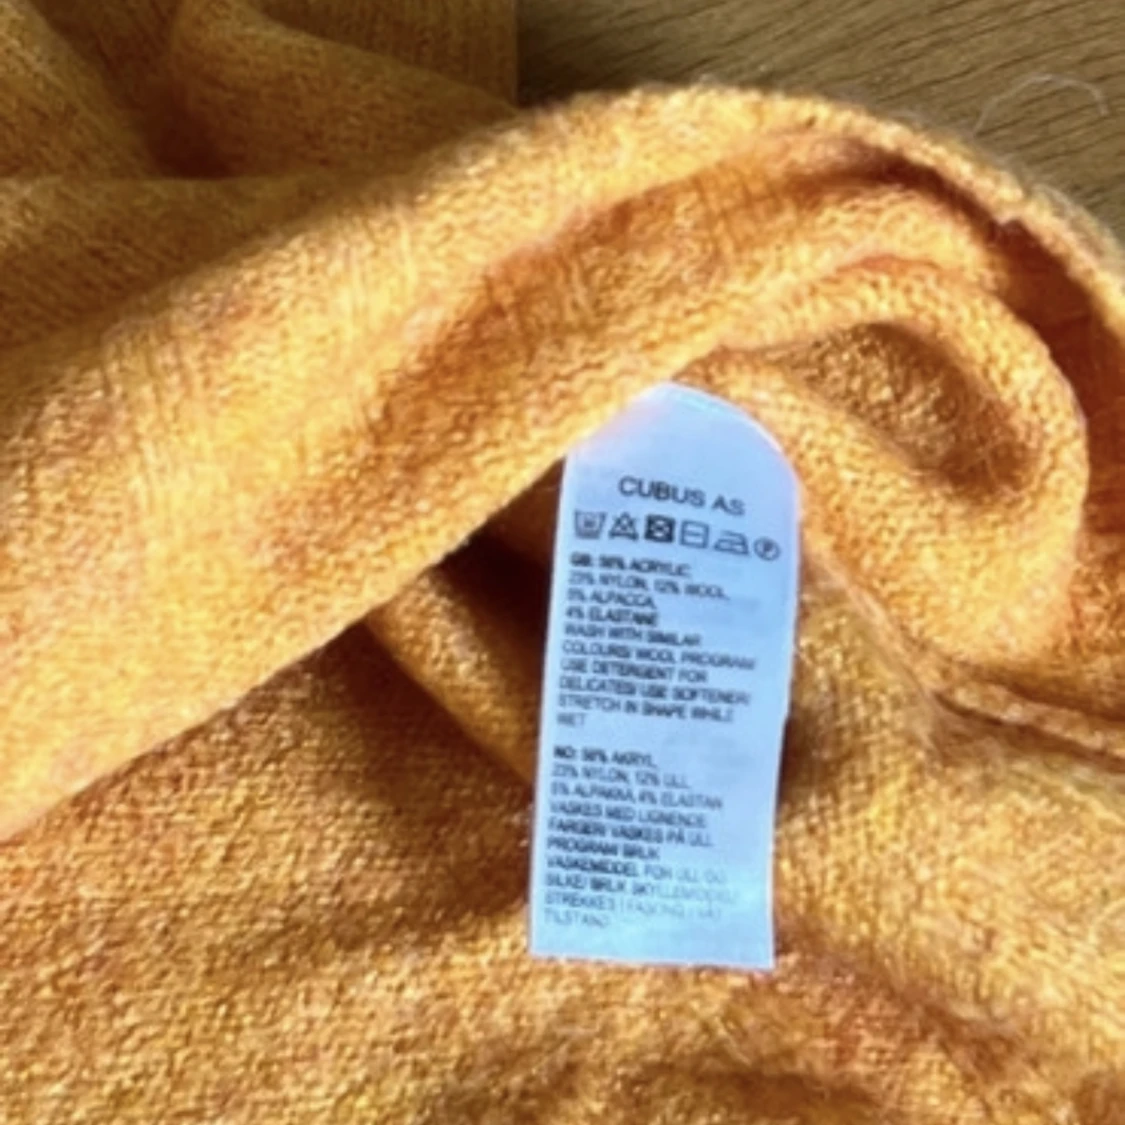 CUBUS AS
GB: 56% ACRYLIC,
23% NYLON, 12% WOOL,
5% ALPACCA,
4% ELASTANE
WASH WITH SIMILAR
COLOURS/ WOOL PROGRAM/
USE DETERGENT FOR
DELICATES/ USE SOFTENER/
STRETCH IN SHAPE WHILE
WET
NO: 56% AKRYL,
23% NYLON, 12% ULL,
5% ALPAKKA, 4% ELASTAN
VASKES MED LIGNENDE
FARGER/ VASKES PÅ ULL
PROGRAM/ BRUK
VASKEMIDDEL FOR ULL OG
SILKE/ BRUK SKYLLEMIDDEL/
STREKKES I FASONG I VÅT
TILSTAND